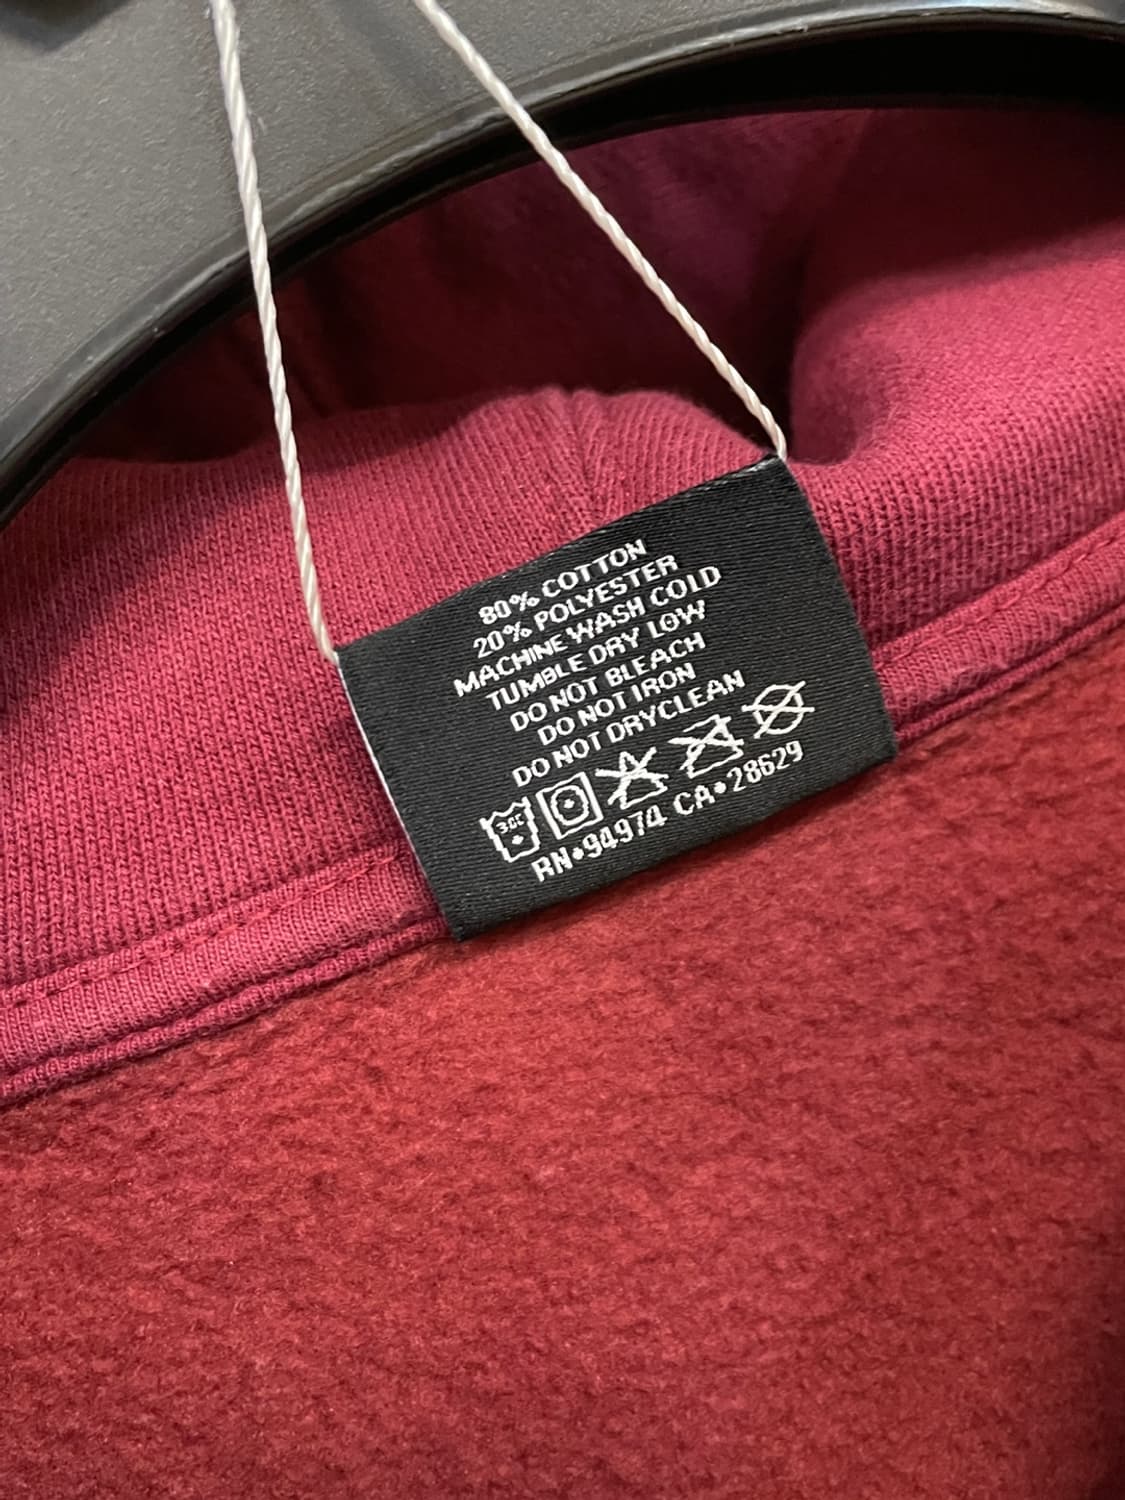 80% COTTON
20% POLYESTER
MACHINE WASH COLD
TUMBLE DRY LOW
DO NOT BLEACH
DO NOT IRON
DO NOT DRYCLEAN
RN•94974 CA•28629